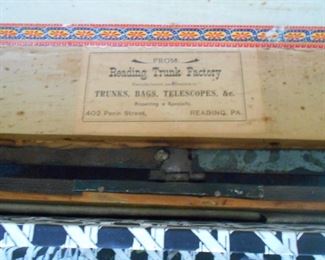 FROM
Reading Trunk Factory
TRUNKS, BAGS, TELESCOPES, &c.
Repairing a Specialty.
402 Penn Street, READING, PA.